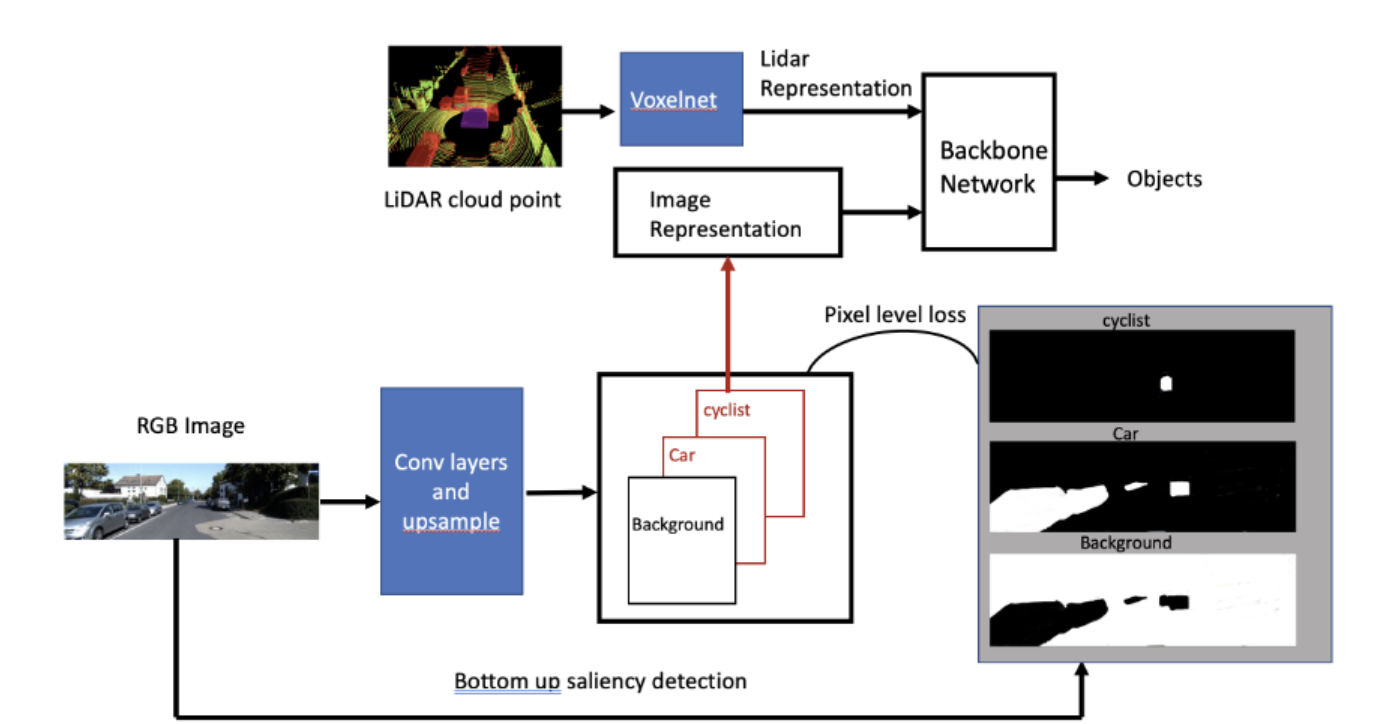 Lidar
Representation
Voxelnet
Backbone
Network
Objects
LiDAR cloud point
Image
Representation
Pixel level loss
cyclist
Car
Background
RGB Image
Conv layers
and
upsample
cyclist
Car
Background
Bottom up saliency detection